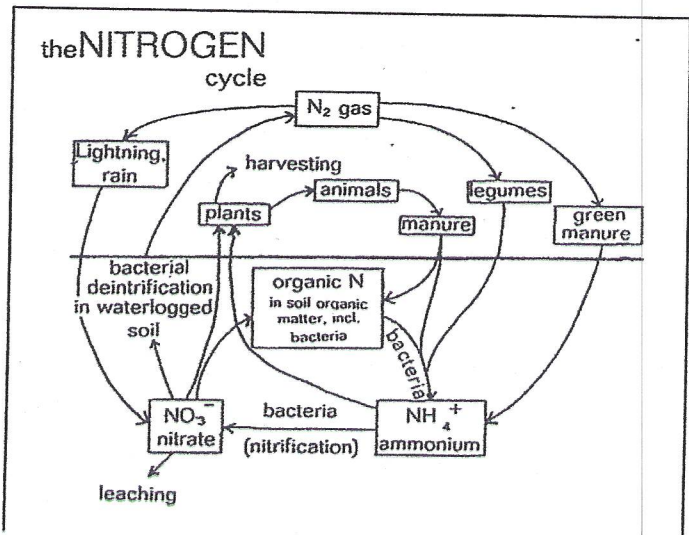 theNITROGEN
cycle
N₂ gas
Lightning,
rain
harvesting
animals
legumes
plants
manure
green
manure
bacterial
deintrification
in waterlogged
soil
organic N
in soil organic
matter, incl.
bacteria
bacteria
NO₃⁻
nitrate
bacteria
(nitrification)
NH₄⁺
ammonium
leaching